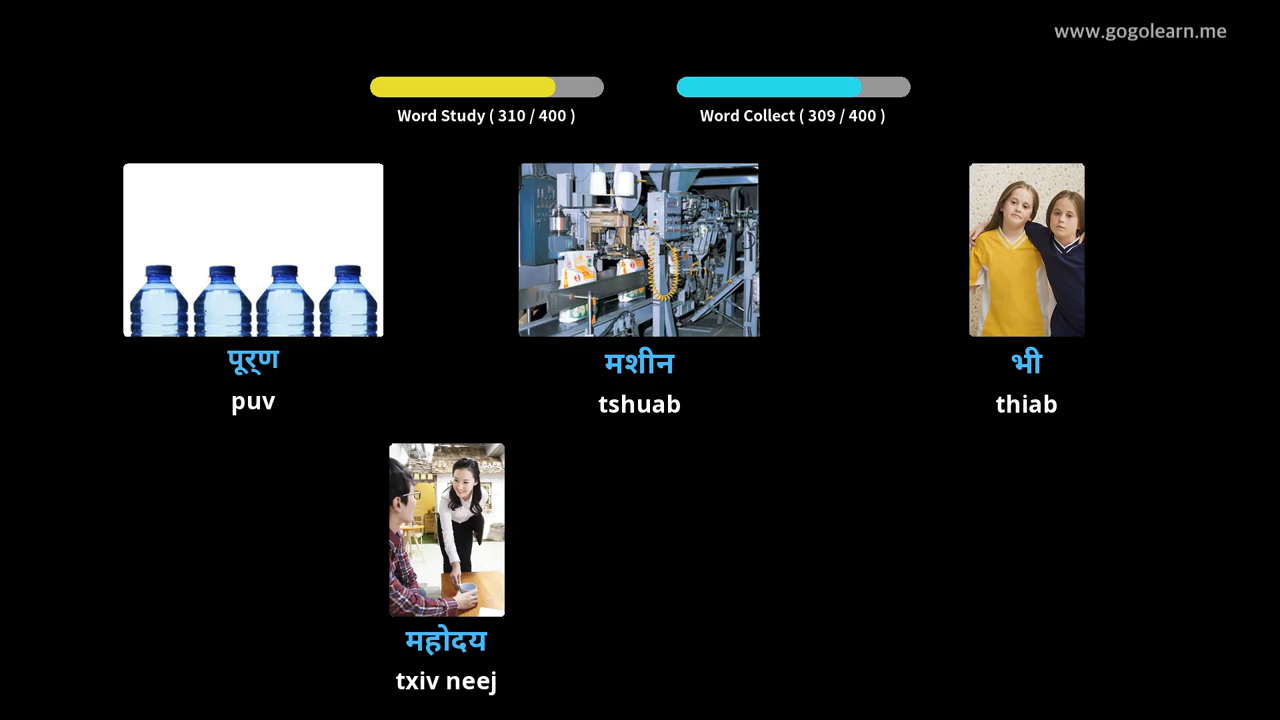 www.gogolearn.me
Word Study ( 310 / 400 )
Word Collect ( 309 / 400 )
पूर्ण
puv
मशीन
tshuab
भी
thiab
महोदय
txiv neej